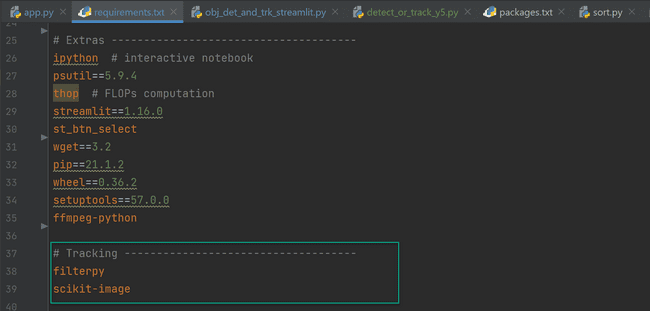 app.py requirements.txt obj_det_and_trk_streamlit.py detect_or_track_y5.py packages.txt sort.py
24
25 # Extras -----------------------------------
26 ipython  # interactive notebook
27 psutil==5.9.4
28 thop  # FLOPs computation
29 streamlit==1.16.0
30 st_btn_select
31 wget==3.2
32 pip==21.1.2
33 wheel==0.36.2
34 setuptools==57.0.0
35 ffmpeg-python
36
37 # Tracking ---------------------------------
38 filterpy
39 scikit-image
40